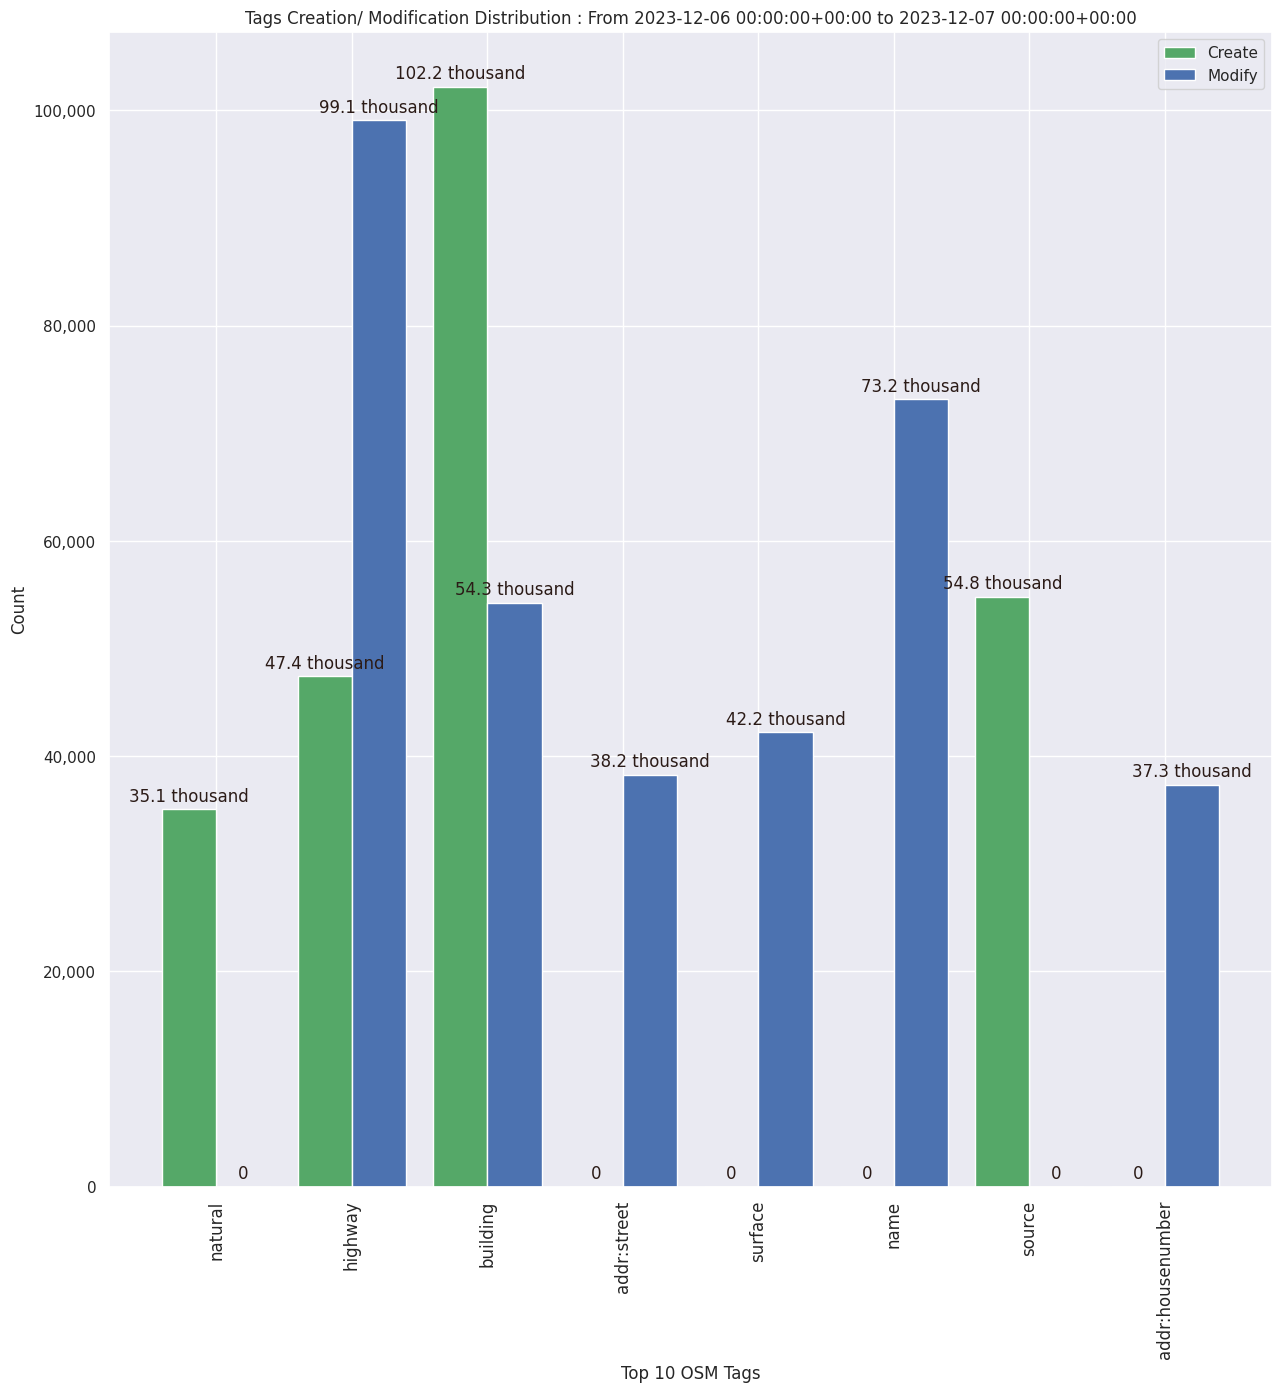 Tags Creation/ Modification Distribution : From 2023-12-06 00:00:00+00:00 to 2023-12-07 00:00:00+00:00
Create
Modify
Count
100,000
80,000
60,000
40,000
20,000
0
35.1 thousand
0
47.4 thousand
99.1 thousand
102.2 thousand
54.3 thousand
0
38.2 thousand
0
42.2 thousand
0
73.2 thousand
54.8 thousand
0
0
37.3 thousand
natural
highway
building
addr:street
surface
name
source
addr:housenumber
Top 10 OSM Tags